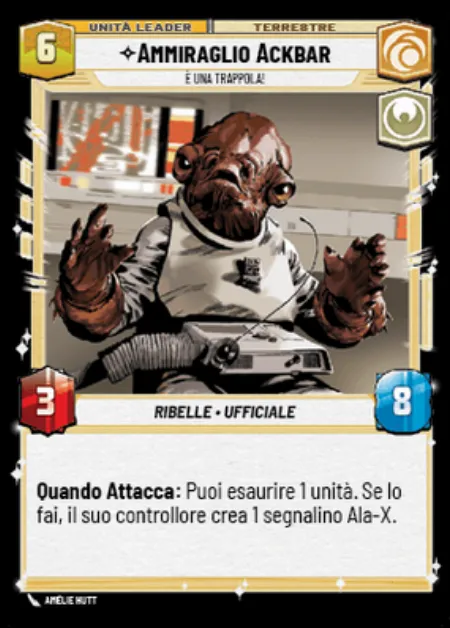 UNITÀ LEADER TERRESTRE
6
AMMIRAGLIO ACKBAR
È UNA TRAPPOLA!
3
RIBELLE • UFFICIALE
8
Quando Attacca: Puoi esaurire 1 unità. Se lo
fai, il suo controllore crea 1 segnalino Ala-X.
AMÉLIE HUTT